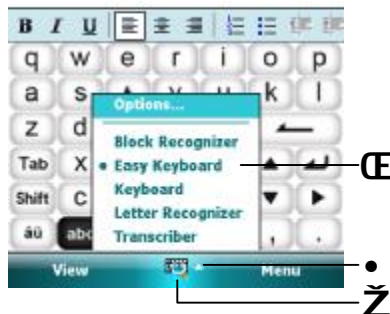 B I U
q w e r i o p
a s k l
Options...
z d
Block Recognizer
Tab x • Easy Keyboard Œ
Keyboard
Shift c
Letter Recognizer
áü abc Transcriber , .
View Menu •
Ž